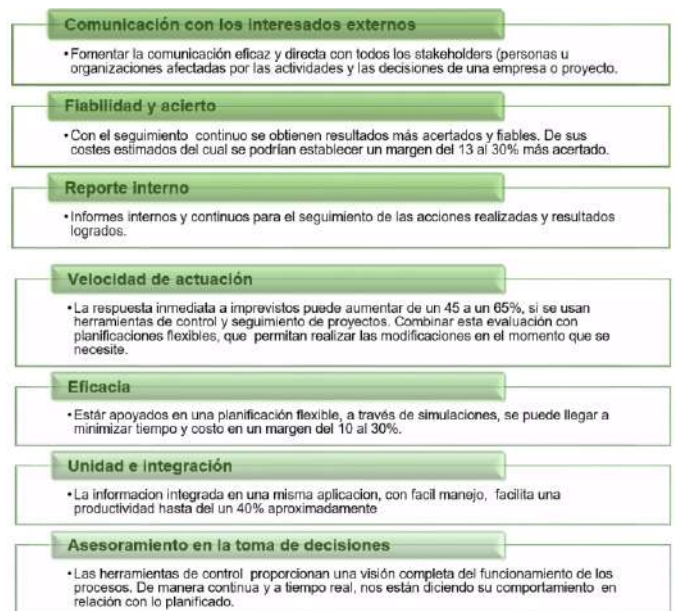 Comunicación con los interesados externos
•Fomentar la comunicación eficaz y directa con todos los stakeholders (personas u
organizaciones afectadas por las actividades y las decisiones de una empresa o proyecto.
Fiabilidad y acierto
•Con el seguimiento continuo se obtienen resultados más acertados y fiables. De sus
costes estimados del cual se podrían establecer un margen del 13 al 30% más acertado.
Reporte interno
•Informes internos y continuos para el seguimiento de las acciones realizadas y resultados
logrados.
Velocidad de actuación
•La respuesta inmediata a imprevistos puede aumentar de un 45 a un 65%, si se usan
herramientas de control y seguimiento de proyectos. Combinar esta evaluación con
planificaciones flexibles, que permitan realizar las modificaciones en el momento que se
necesite.
Eficacia
•Estár apoyados en una planificación flexible, a través de simulaciones, se puede llegar a
minimizar tiempo y costo en un margen del 10 al 30%.
Unidad e integración
•La informacion integrada en una misma aplicacion, con facil manejo, facilita una
productividad hasta del un 40% aproximadamente
Asesoramiento en la toma de decisiones
•Las herramientas de control proporcionan una visión completa del funcionamiento de los
procesos. De manera continua y a tiempo real, nos están diciendo su comportamiento en
relación con lo planificado.